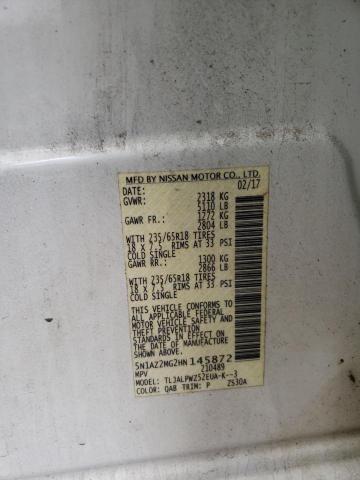 MFD BY NISSAN MOTOR CO., LTD.
DATE: 02/17
GVWR: 2318 KG
5110 LB
GAWR FR.: 1272 KG
2804 LB
WITH 235/65R18 TIRES
18 X 7.5 RIMS AT 33 PSI
COLD SINGLE
GAWR RR.: 1300 KG
2866 LB
WITH 235/65R18 TIRES
18 X 7.5 RIMS AT 33 PSI
COLD SINGLE
THIS VEHICLE CONFORMS TO
ALL APPLICABLE FEDERAL
MOTOR VEHICLE SAFETY AND
THEFT PREVENTION STANDARDS
IN EFFECT ON THE DATE OF
MANUFACTURE SHOWN ABOVE.
5N1AZ2MG2HN145872
MPV 210489
MODEL: TLJALPWZ52EUA-K--3
COLOR: QAB TRIM: P ZS30A